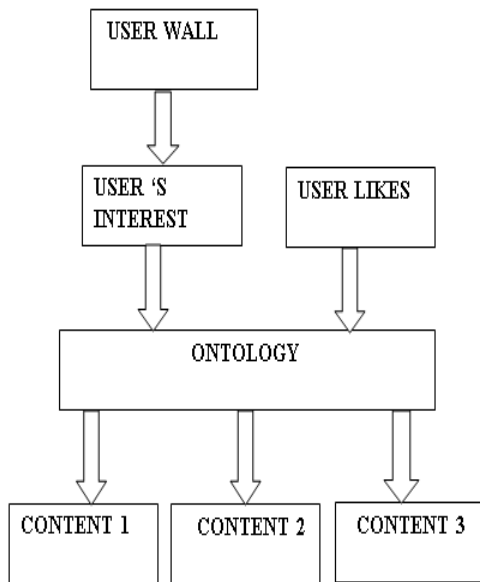 USER WALL
USER ‘S
INTEREST
USER LIKES
ONTOLOGY
CONTENT 1
CONTENT 2
CONTENT 3